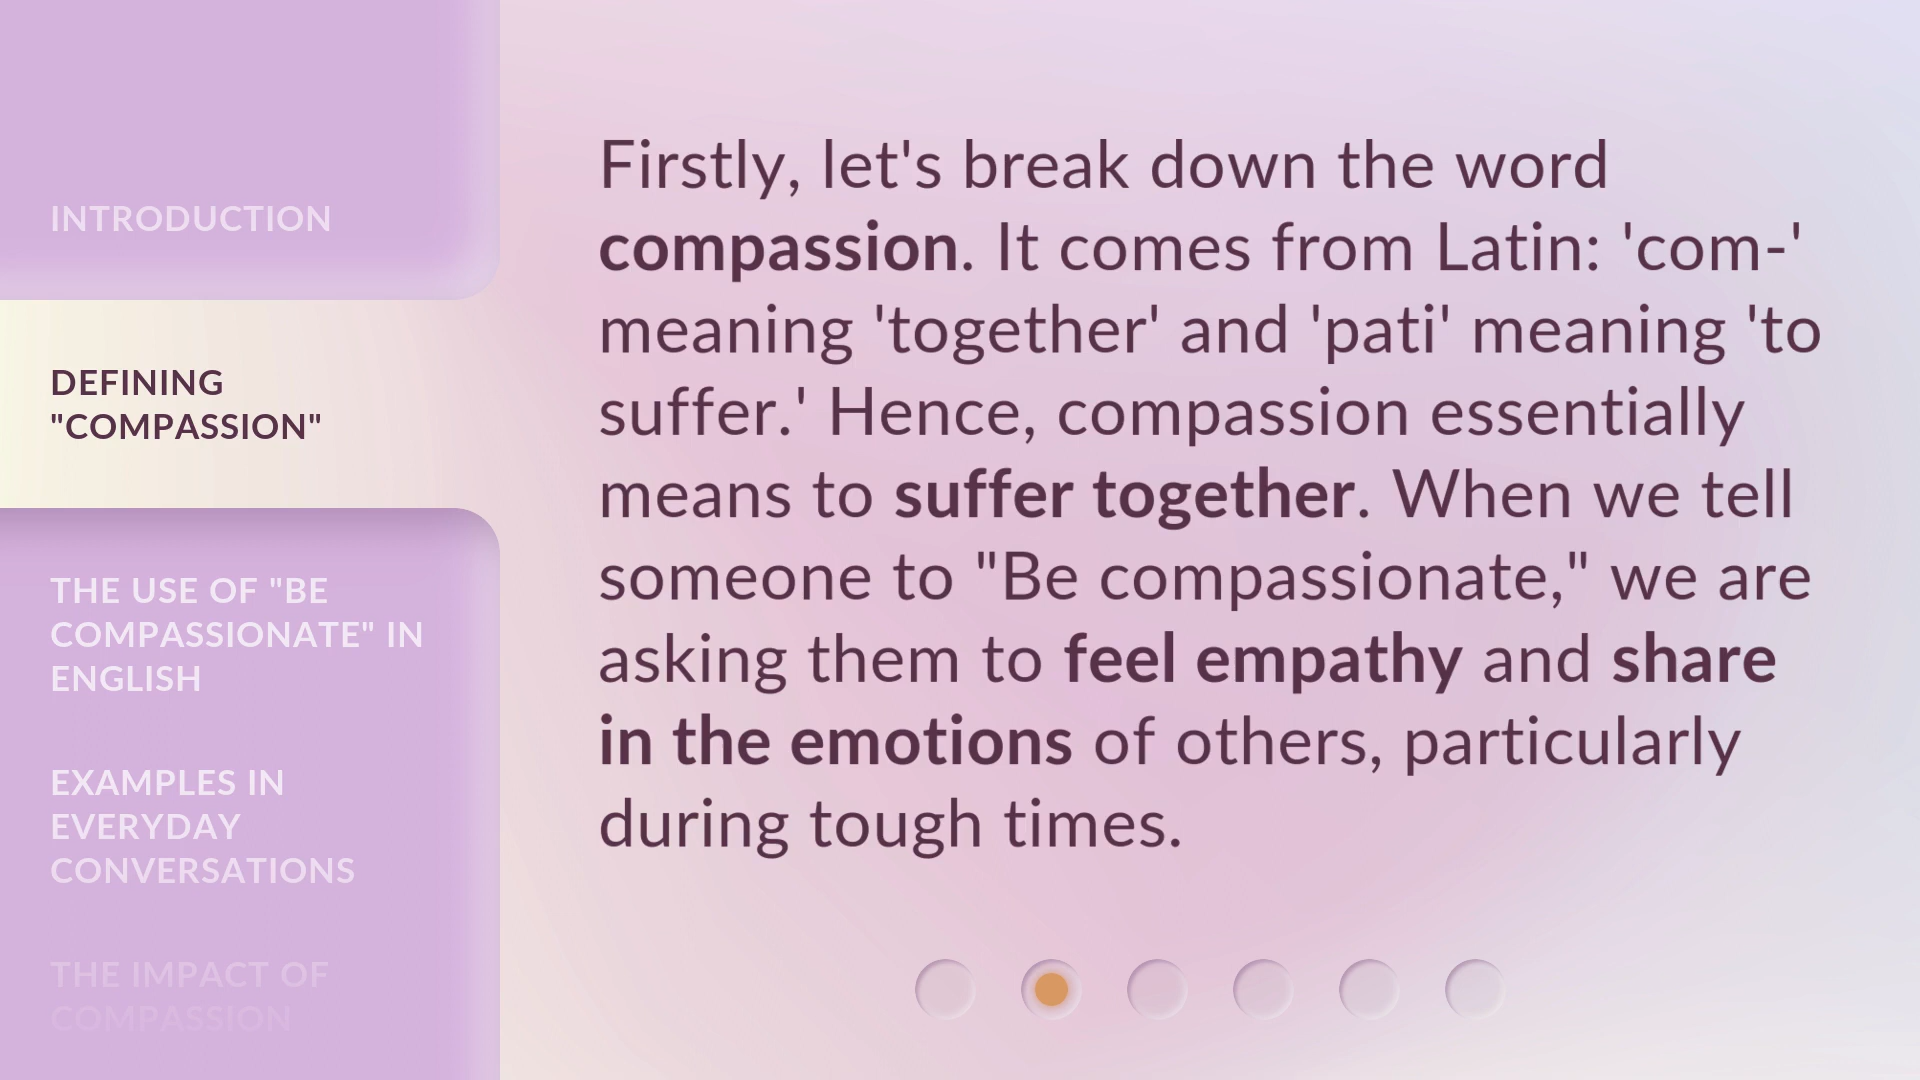 INTRODUCTION
DEFINING
"COMPASSION"
THE USE OF "BE
COMPASSIONATE" IN
ENGLISH
EXAMPLES IN
EVERYDAY
CONVERSATIONS
THE IMPACT OF
COMPASSION
Firstly, let's break down the word
compassion. It comes from Latin: 'com-'
meaning 'together' and 'pati' meaning 'to
suffer.' Hence, compassion essentially
means to suffer together. When we tell
someone to "Be compassionate," we are
asking them to feel empathy and share
in the emotions of others, particularly
during tough times.